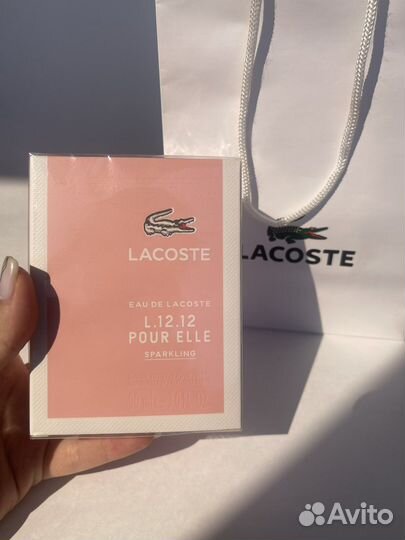 LACOSTE
EAU DE LACOSTE
L.12.12
POUR ELLE
SPARKLING
LACOSTE
Avito